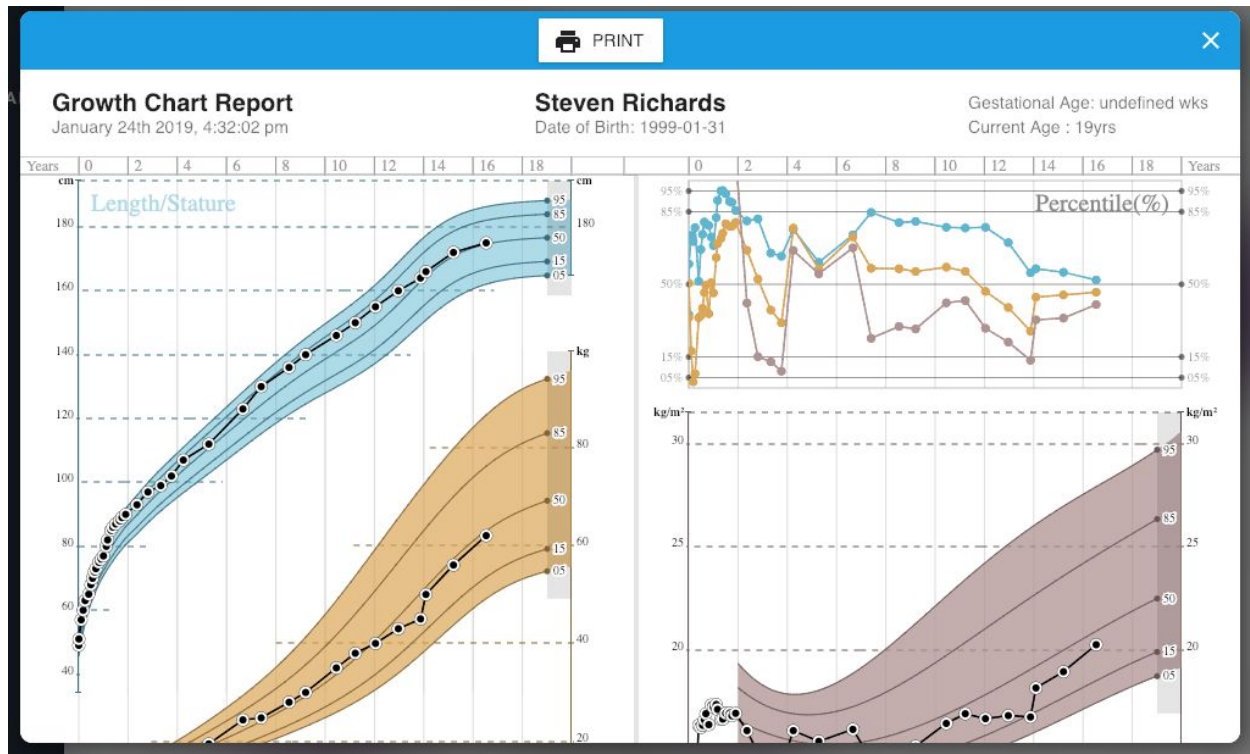 PRINT
Growth Chart Report
January 24th 2019, 4:32:02 pm
Steven Richards
Date of Birth: 1999-01-31
Gestational Age: undefined wks
Current Age : 19yrs
Years 0 2 4 6 8 10 12 14 16 18
0 2 4 6 8 10 12 14 16 18 Years
cm
Length/Stature
180
160
140
120
100
80
60
40
cm
180
95
85
50
15
05
kg
95
85
80
50
60
15
05
40
20
95%
85%
50%
15%
05%
Percentile(%)
95%
85%
50%
15%
05%
kg/m²
30
25
20
kg/m²
30
95
85
25
50
20
15
05